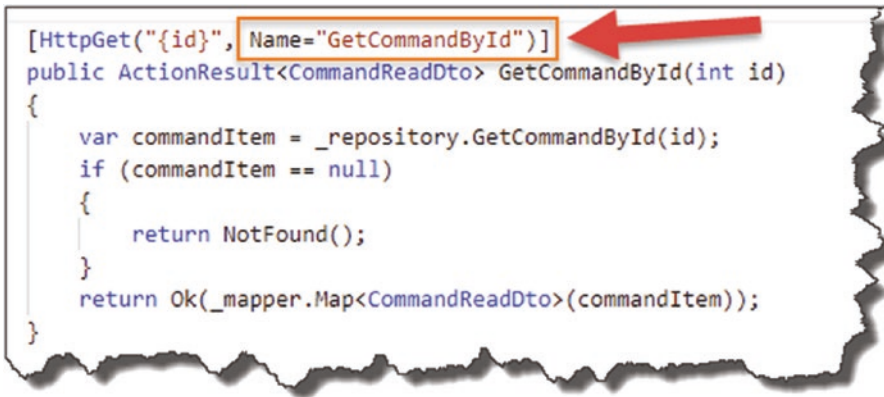 [HttpGet("{id}", Name="GetCommandById")]
public ActionResult<CommandReadDto> GetCommandById(int id)
{
var commandItem = _repository.GetCommandById(id);
if (commandItem == null)
{
return NotFound();
}
return Ok(_mapper.Map<CommandReadDto>(commandItem));
}